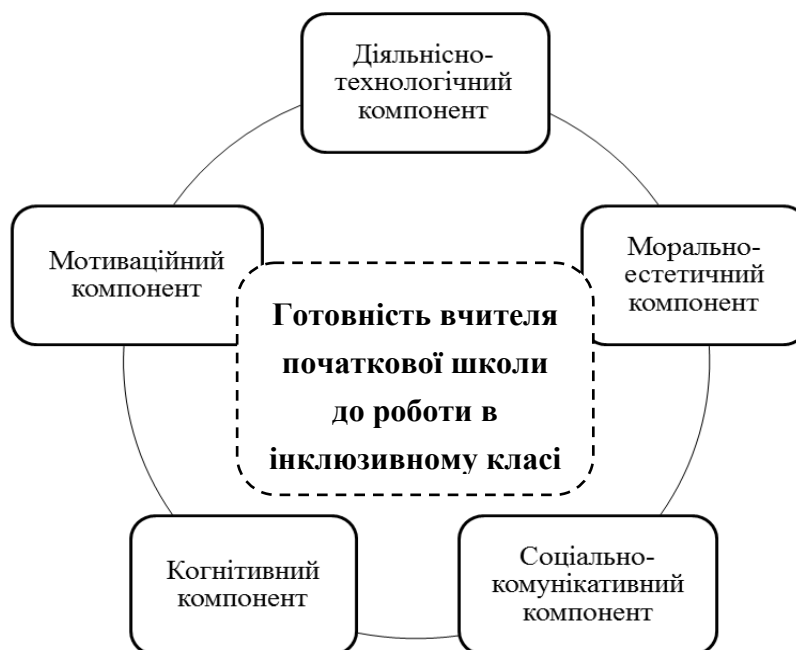 Діяльнісно-
технологічний
компонент
Мотиваційний
компонент
Морально-
естетичний
компонент
Готовність вчителя
початкової школи
до роботи в
інклюзивному класі
Когнітивний
компонент
Соціально-
комунікативний
компонент